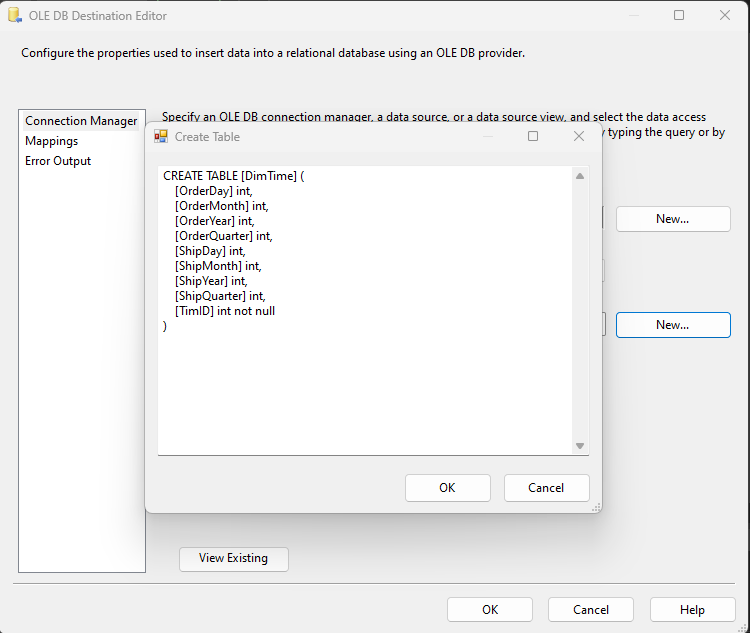 OLE DB Destination Editor
Configure the properties used to insert data into a relational database using an OLE DB provider.
Connection Manager
Mappings
Error Output
Specify an OLE DB connection manager, a data source, or a data source view, and select the data access
typing the query or by
New...
New...
Create Table
CREATE TABLE [DimTime] (
[OrderDay] int,
[OrderMonth] int,
[OrderYear] int,
[OrderQuarter] int,
[ShipDay] int,
[ShipMonth] int,
[ShipYear] int,
[ShipQuarter] int,
[TimID] int not null
)
OK
Cancel
View Existing
OK
Cancel
Help